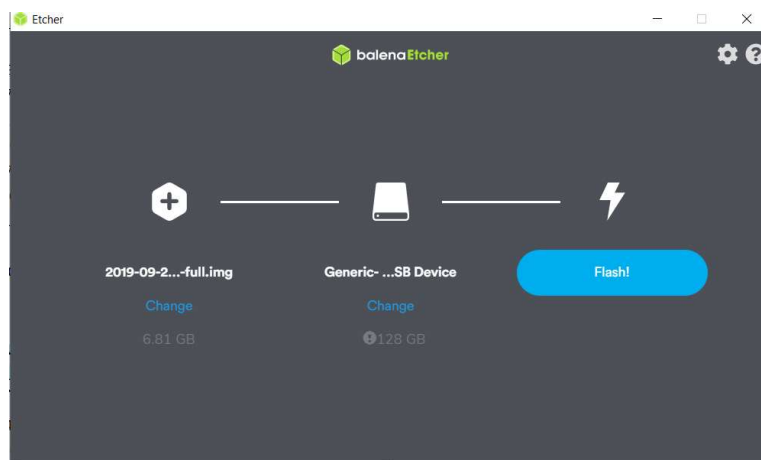 Etcher
balenaEtcher
2019-09-2...-full.img
Generic- ...SB Device
Flash!
Change
Change
6.81 GB
128 GB